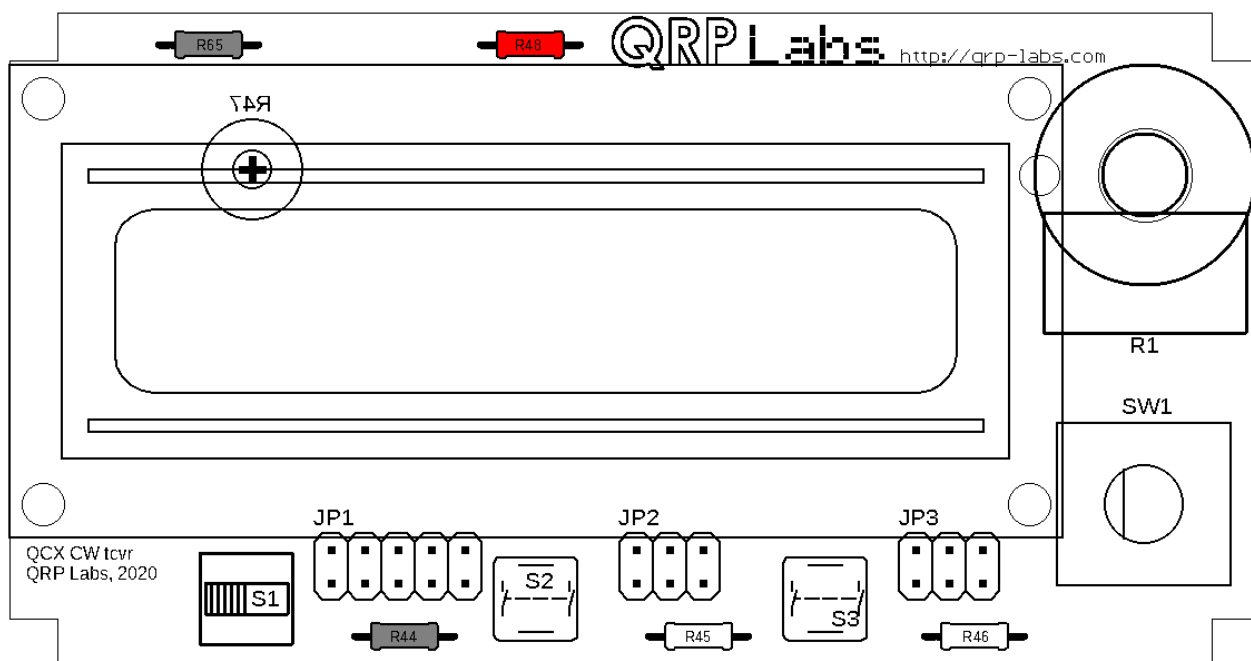 R65
R48
QRP Labs
http://qrp-labs.com
R47
R1
SW1
JP1
JP2
JP3
QCX CW tcvr
QRP Labs, 2020
S1
S2
S3
R44
R45
R46